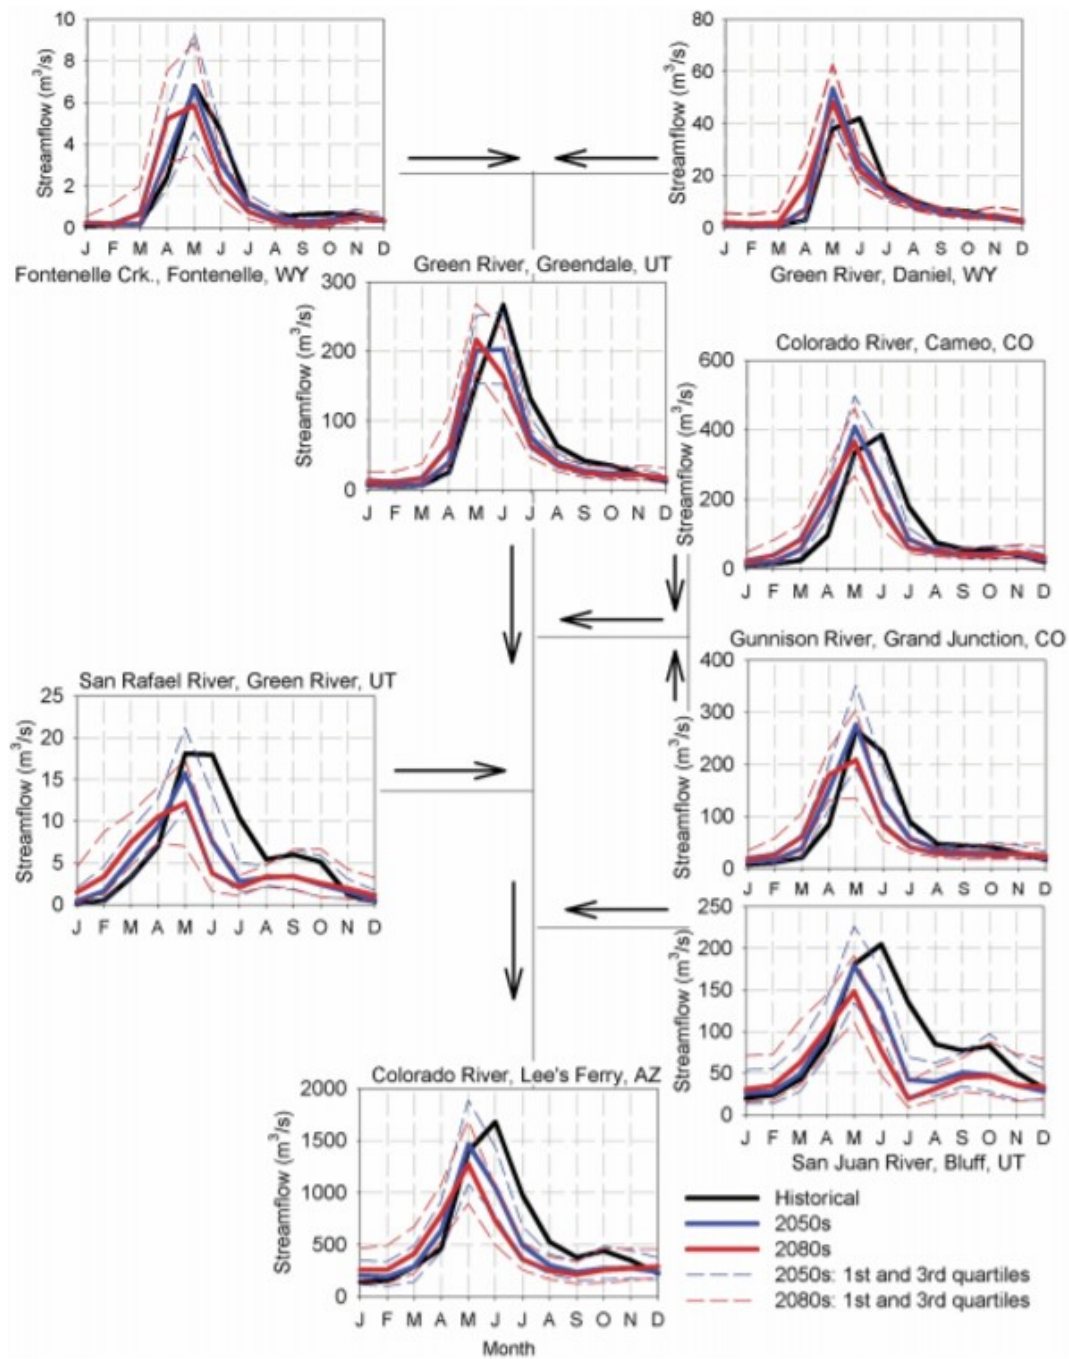 10
8
6
4
2
0
Streamflow (m³/s)
J F M A M J J A S O N D
Fontenelle Crk., Fontenelle, WY
80
60
40
20
0
Streamflow (m³/s)
J F M A M J J A S O N D
Green River, Daniel, WY
Green River, Greendale, UT
300
200
100
0
Streamflow (m³/s)
J F M A M J J A S O N D
Colorado River, Cameo, CO
600
400
200
0
Streamflow (m³/s)
J F M A M J J A S O N D
Gunnison River, Grand Junction, CO
400
300
200
100
0
Streamflow (m³/s)
J F M A M J J A S O N D
San Rafael River, Green River, UT
25
20
15
10
5
0
Streamflow (m³/s)
J F M A M J J A S O N D
250
200
150
100
50
0
Streamflow (m³/s)
J F M A M J J A S O N D
San Juan River, Bluff, UT
Colorado River, Lee's Ferry, AZ
2000
1500
1000
500
0
Streamflow (m³/s)
J F M A M J J A S O N D
Month
Historical
2050s
2080s
2050s: 1st and 3rd quartiles
2080s: 1st and 3rd quartiles